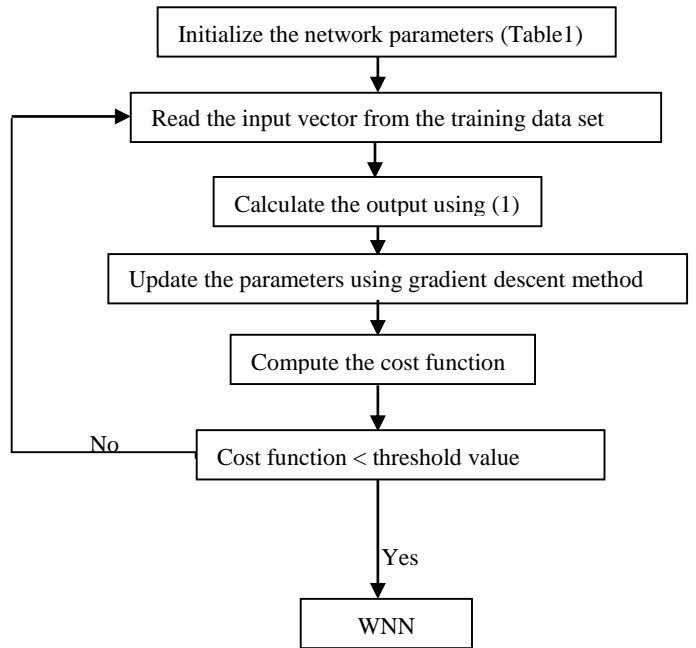 Initialize the network parameters (Table1)
Read the input vector from the training data set
Calculate the output using (1)
Update the parameters using gradient descent method
Compute the cost function
No
Cost function < threshold value
Yes
WNN